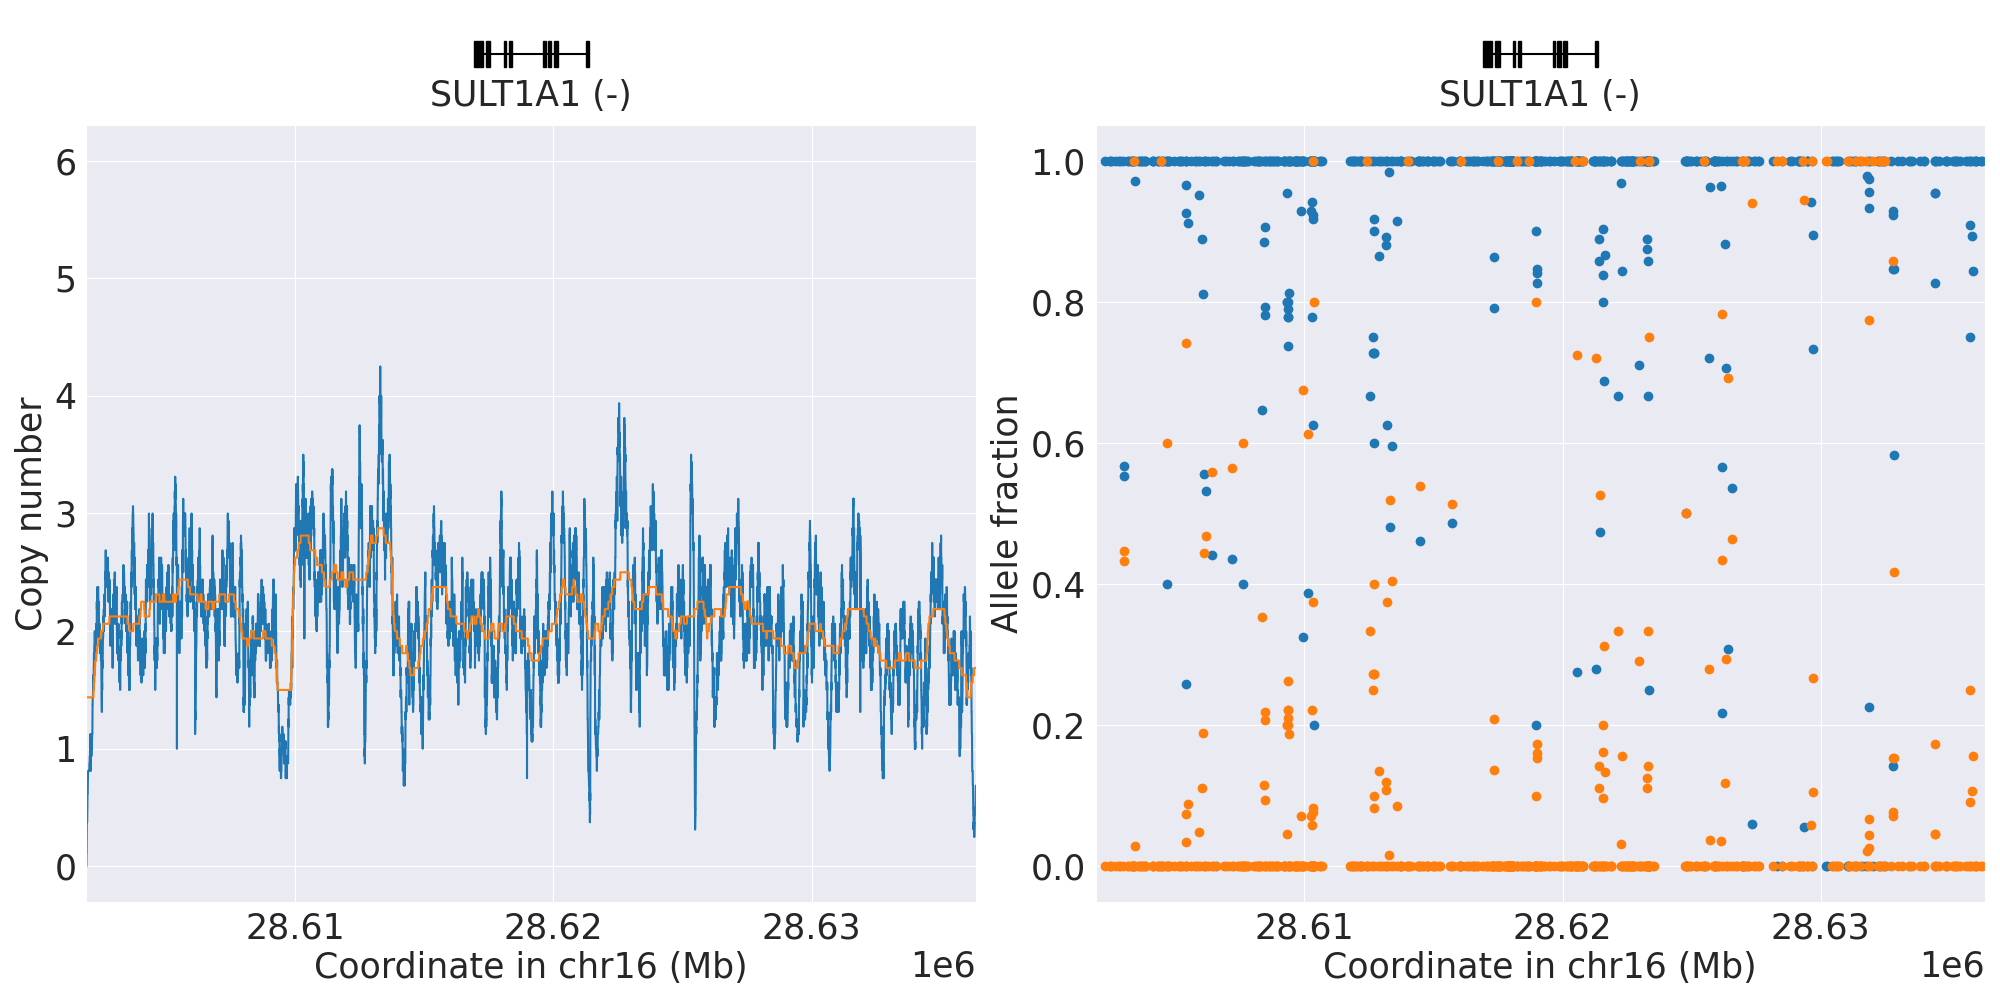 SULT1A1 (-)
SULT1A1 (-)
Copy number
6
5
4
3
2
1
0
28.61
28.62
28.63
Coordinate in chr16 (Mb)
1e6
Allele fraction
1.0
0.8
0.6
0.4
0.2
0.0
28.61
28.62
28.63
Coordinate in chr16 (Mb)
1e6